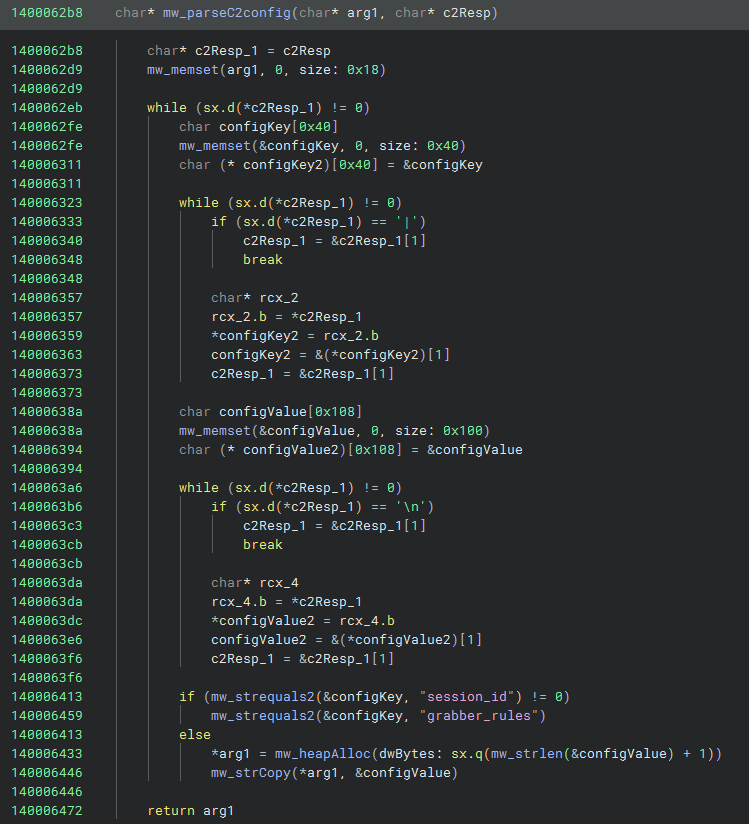 1400062b8 char* mw_parseC2config(char* arg1, char* c2Resp)
1400062b8 char* c2Resp_1 = c2Resp
1400062d9 mw_memset(arg1, 0, size: 0x18)
1400062d9
1400062eb while (sx.d(*c2Resp_1) != 0)
1400062fe char configKey[0x40]
1400062fe mw_memset(&configKey, 0, size: 0x40)
140006311 char (* configKey2)[0x40] = &configKey
140006311
140006323 while (sx.d(*c2Resp_1) != 0)
140006333 if (sx.d(*c2Resp_1) == '|')
140006340 c2Resp_1 = &c2Resp_1[1]
140006348 break
140006348
140006357 char* rcx_2
140006357 rcx_2.b = *c2Resp_1
140006359 *configKey2 = rcx_2.b
140006363 configKey2 = &(*configKey2)[1]
140006373 c2Resp_1 = &c2Resp_1[1]
140006373
14000638a char configValue[0x108]
14000638a mw_memset(&configValue, 0, size: 0x100)
140006394 char (* configValue2)[0x108] = &configValue
140006394
1400063a6 while (sx.d(*c2Resp_1) != 0)
1400063b6 if (sx.d(*c2Resp_1) == '\n')
1400063c3 c2Resp_1 = &c2Resp_1[1]
1400063cb break
1400063cb
1400063da char* rcx_4
1400063da rcx_4.b = *c2Resp_1
1400063dc *configValue2 = rcx_4.b
1400063e6 configValue2 = &(*configValue2)[1]
1400063f6 c2Resp_1 = &c2Resp_1[1]
1400063f6
140006413 if (mw_strequals2(&configKey, "session_id") != 0)
140006459 mw_strequals2(&configKey, "grabber_rules")
140006413 else
140006433 *arg1 = mw_heapAlloc(dwBytes: sx.q(mw_strlen(&configValue) + 1))
140006446 mw_strCopy(*arg1, &configValue)
140006446
140006472 return arg1